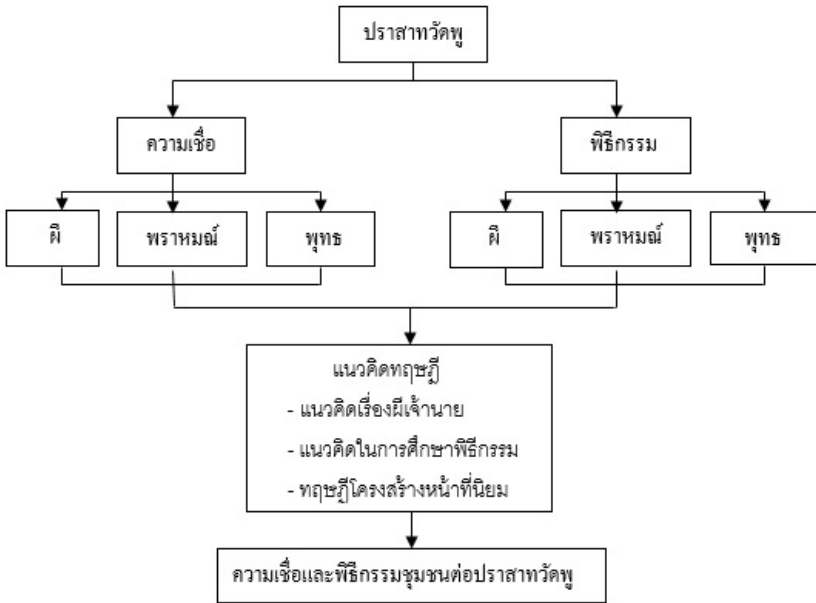 ปราสาทวัดพู
ความเชื่อ
พิธีกรรม
ผี
พราหมณ์
พุทธ
ผี
พราหมณ์
พุทธ
แนวคิดทฤษฎี
- แนวคิดเรื่องผีเจ้านาย
- แนวคิดในการศึกษาพิธีกรรม
- ทฤษฎีโครงสร้างหน้าที่นิยม
ความเชื่อและพิธีกรรมชุมชนต่อปราสาทวัดพู